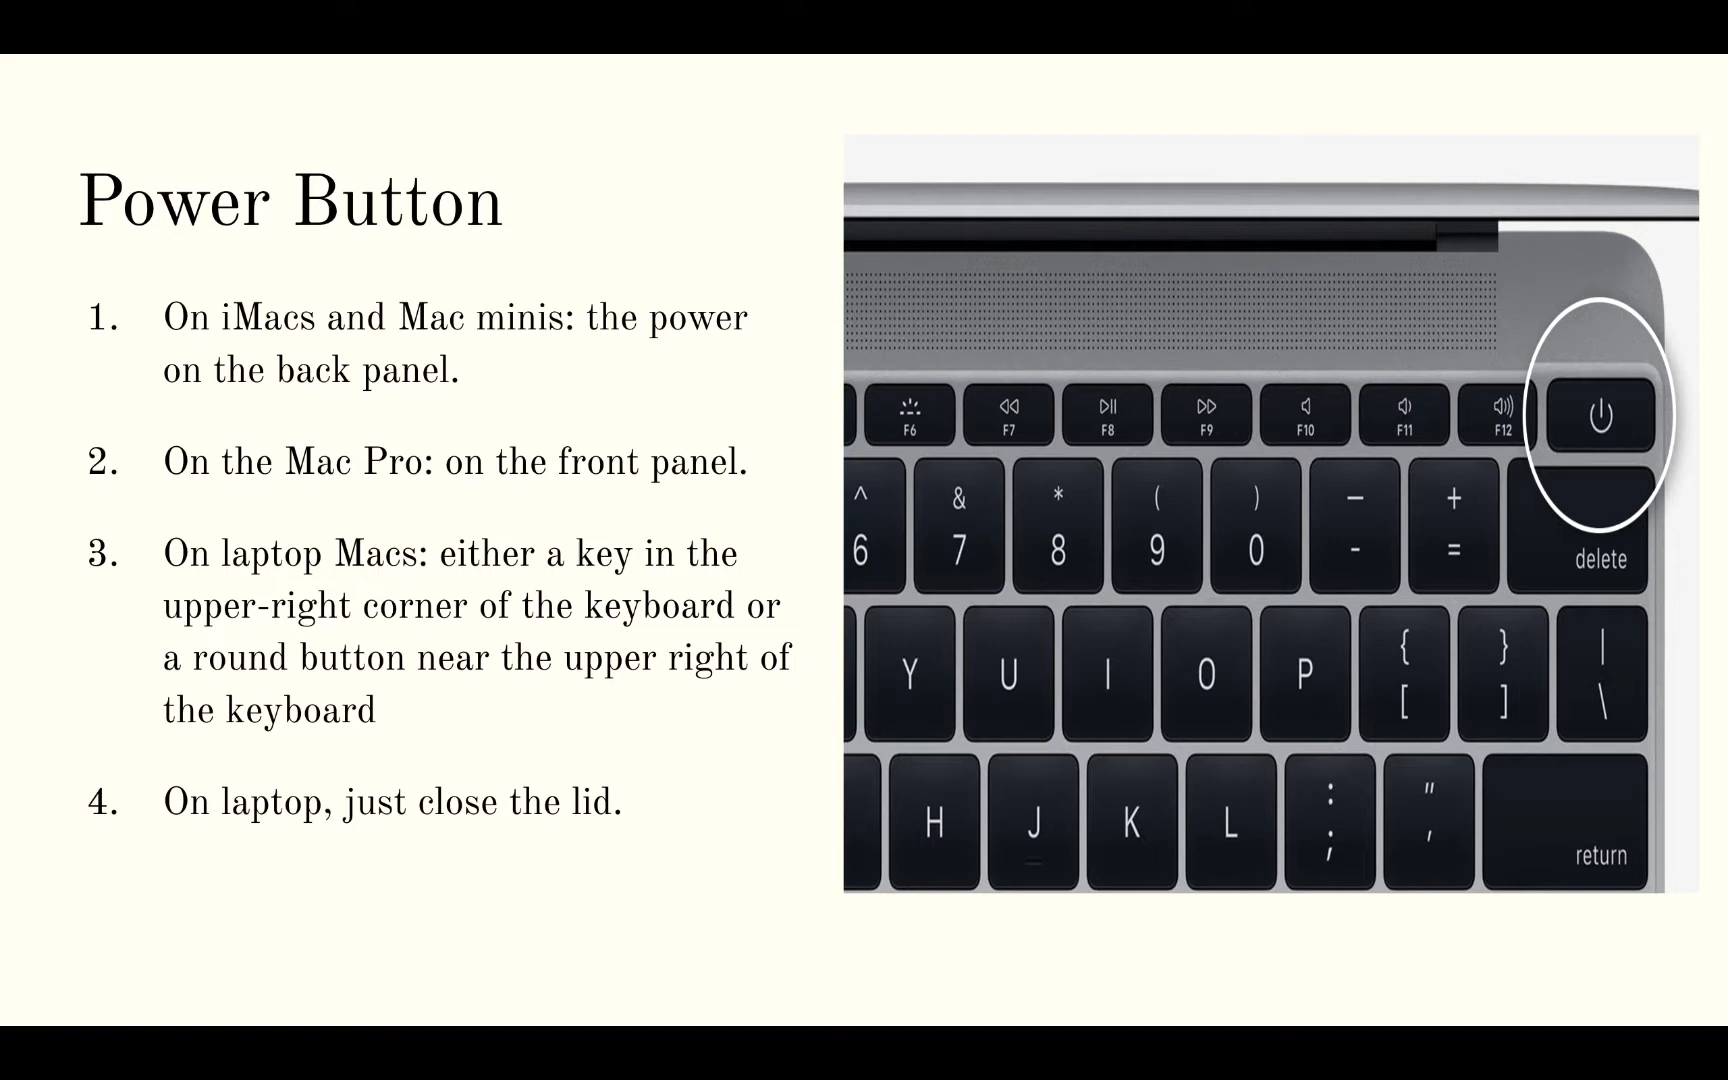 Power Button
1. On iMacs and Mac minis: the power
on the back panel.
2. On the Mac Pro: on the front panel.
3. On laptop Macs: either a key in the
upper-right corner of the keyboard or
a round button near the upper right of
the keyboard
4. On laptop, just close the lid.
F6 F7 F8 F9 F10 F11 F12
^ & * ( ) — +
6 7 8 9 0 - =
delete
Y U I O P { } |
[ ] \
H J K L : "
; '
return